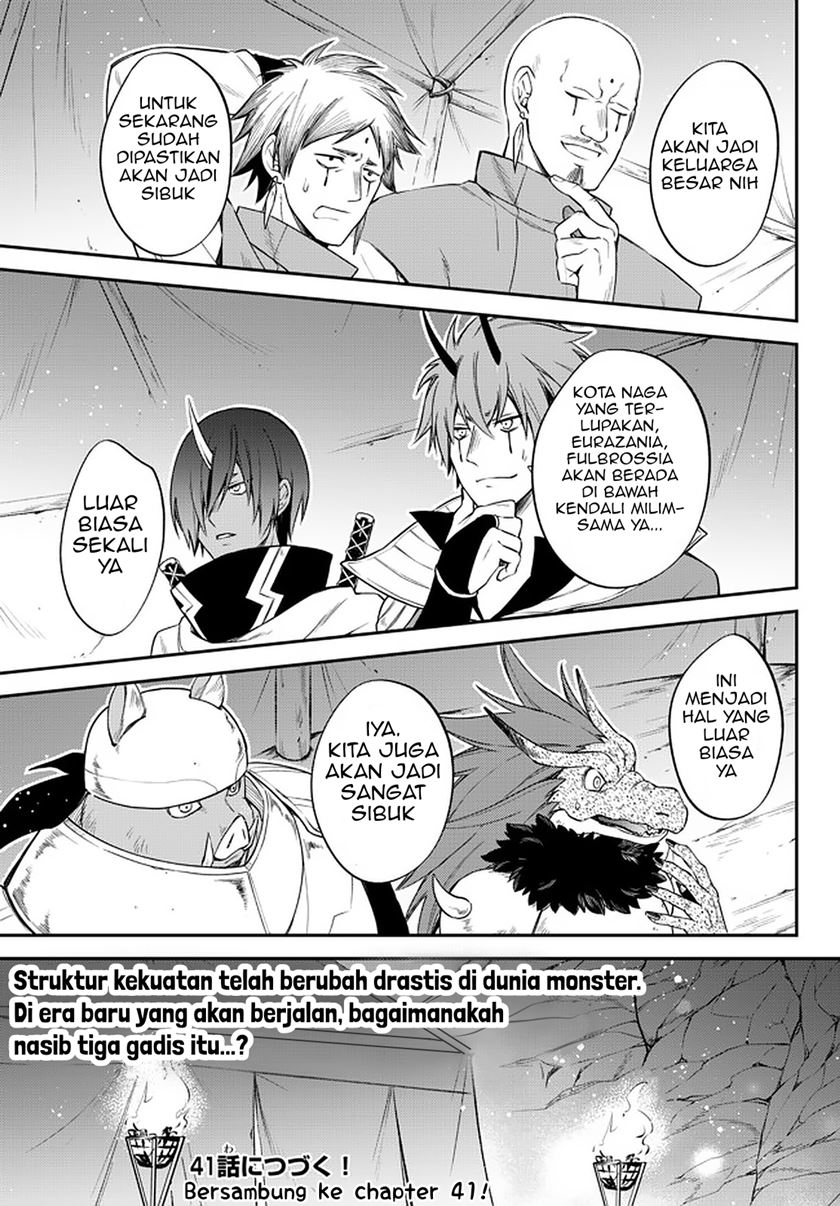 KITA
AKAN JADI
KELUARGA
BESAR NIH
UNTUK
SEKARANG
SUDAH
DIPASTIKAN
AKAN JADI
SIBUK
KOTA NAGA
YANG TER-
LUPAKAN,
EURAZANIA,
FULBROSSIA
AKAN BERADA
DI BAWAH
KENDALI MILIM-
SAMA YA...
LUAR
BIASA
SEKALI
YA
INI
MENJADI
HAL YANG
LUAR
BIASA
YA
IYA,
KITA JUGA
AKAN JADI
SANGAT
SIBUK
Struktur kekuatan telah berubah drastis di dunia monster.
Di era baru yang akan berjalan, bagaimanakah
nasib tiga gadis itu...?
わ
41話につづく!
Bersambung ke chapter 41!